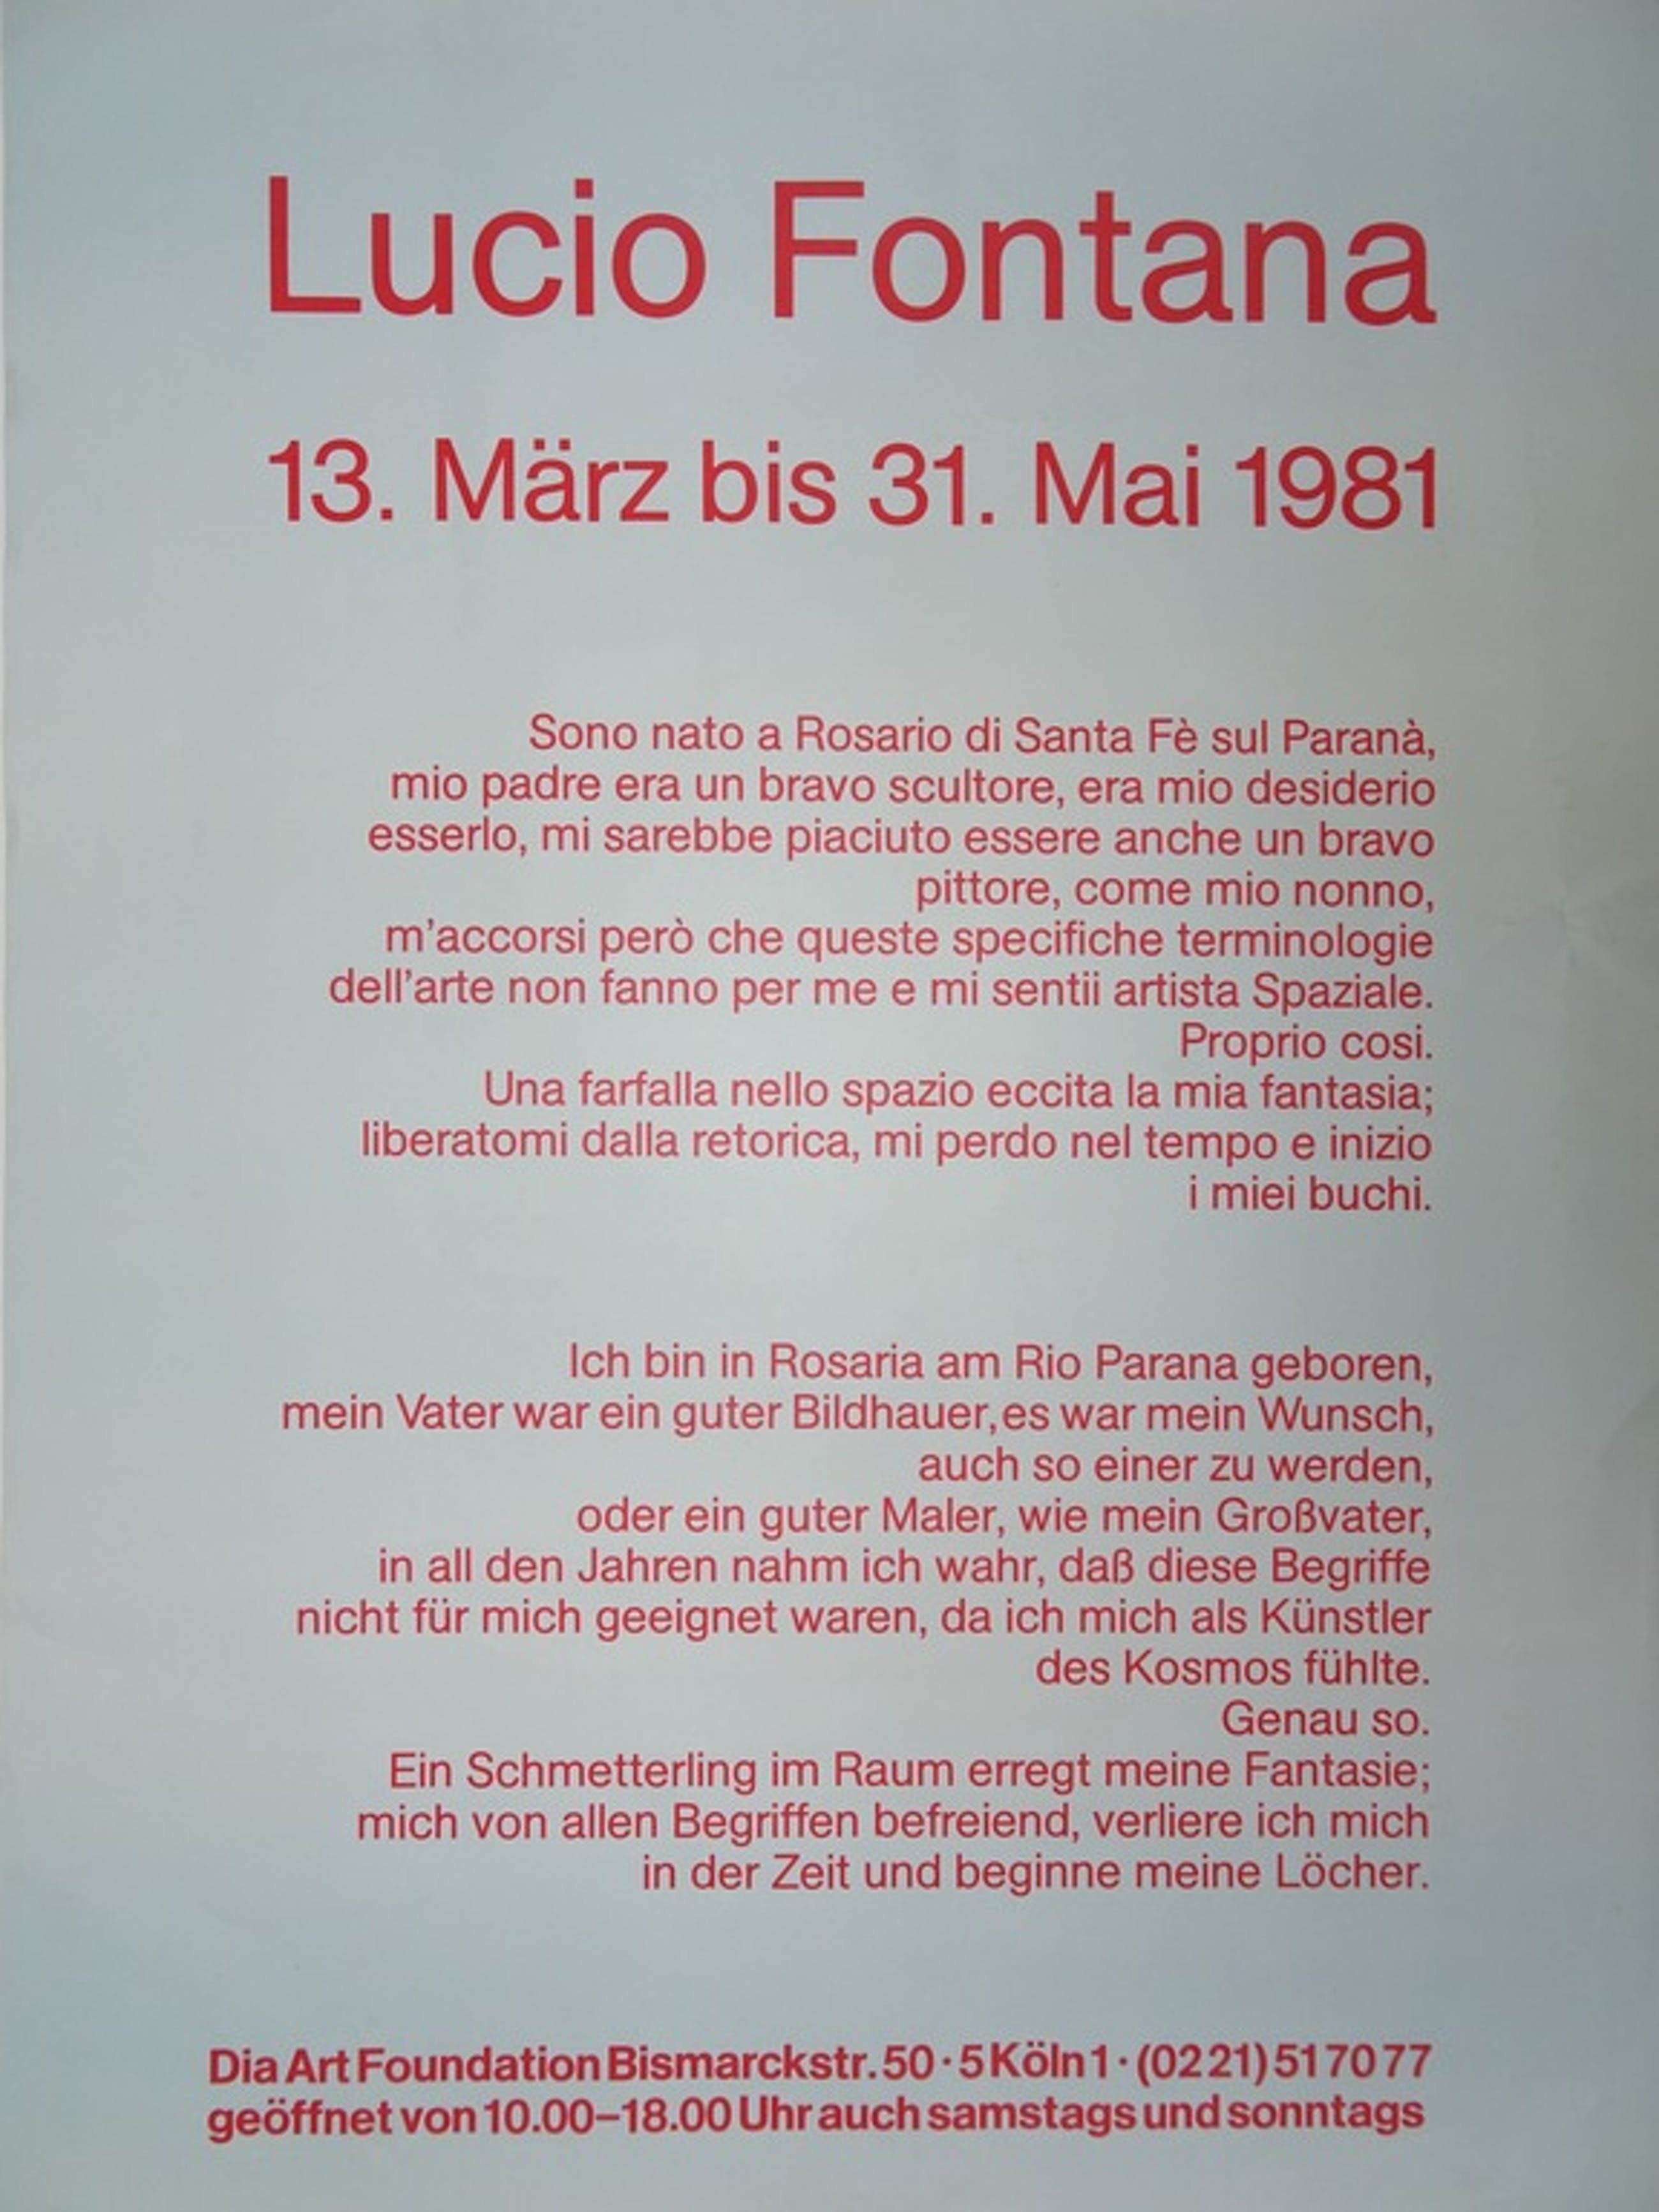 Lucio Fontana
13. März bis 31. Mai 1981
Sono nato a Rosario di Santa Fè sul Paranà,
mio padre era un bravo scultore, era mio desiderio
esserlo, mi sarebbe piaciuto essere anche un bravo
pittore, come mio nonno,
m'accorsi però che queste specifiche terminologie
dell'arte non fanno per me e mi sentii artista Spaziale.
Proprio cosi.
Una farfalla nello spazio eccita la mia fantasia;
liberatomi dalla retorica, mi perdo nel tempo e inizio
i miei buchi.
Ich bin in Rosaria am Rio Parana geboren,
mein Vater war ein guter Bildhauer,es war mein Wunsch,
auch so einer zu werden,
oder ein guter Maler, wie mein Großvater,
in all den Jahren nahm ich wahr, daß diese Begriffe
nicht für mich geeignet waren, da ich mich als Künstler
des Kosmos fühlte.
Genau so.
Ein Schmetterling im Raum erregt meine Fantasie;
mich von allen Begriffen befreiend, verliere ich mich
in der Zeit und beginne meine Löcher.
Dia Art Foundation Bismarckstr. 50 · 5 Köln 1 · (02 21) 51 70 77
geöffnet von 10.00–18.00 Uhr auch samstags und sonntags